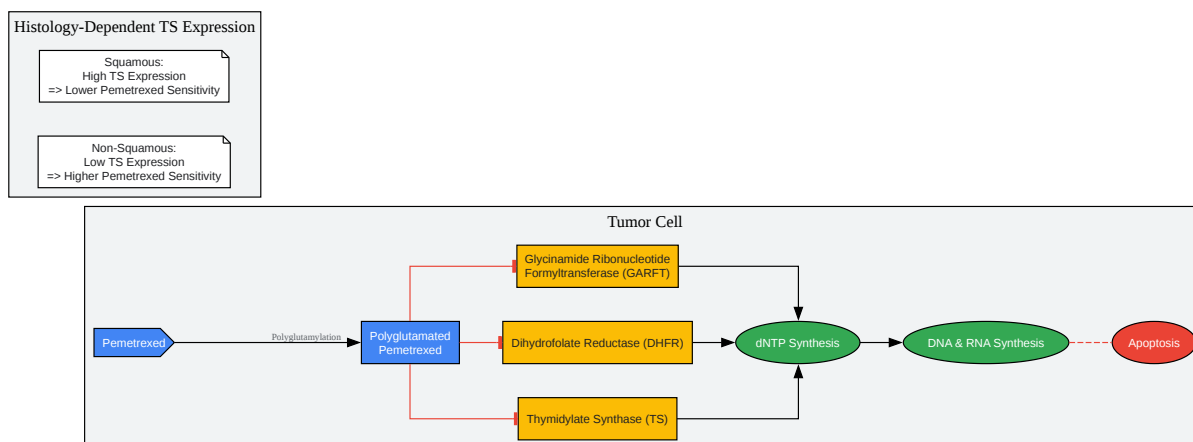 Histology-Dependent TS Expression
Squamous:
High TS Expression
=> Lower Pemetrexed Sensitivity
Non-Squamous:
Low TS Expression
=> Higher Pemetrexed Sensitivity
Tumor Cell
Glycinamide Ribonucleotide
Formyltransferase (GARFT)
Pemetrexed
Polyglutamylation
Polyglutamated
Pemetrexed
Dihydrofolate Reductase (DHFR)
dNTP Synthesis
DNA & RNA Synthesis
Apoptosis
Thymidylate Synthase (TS)